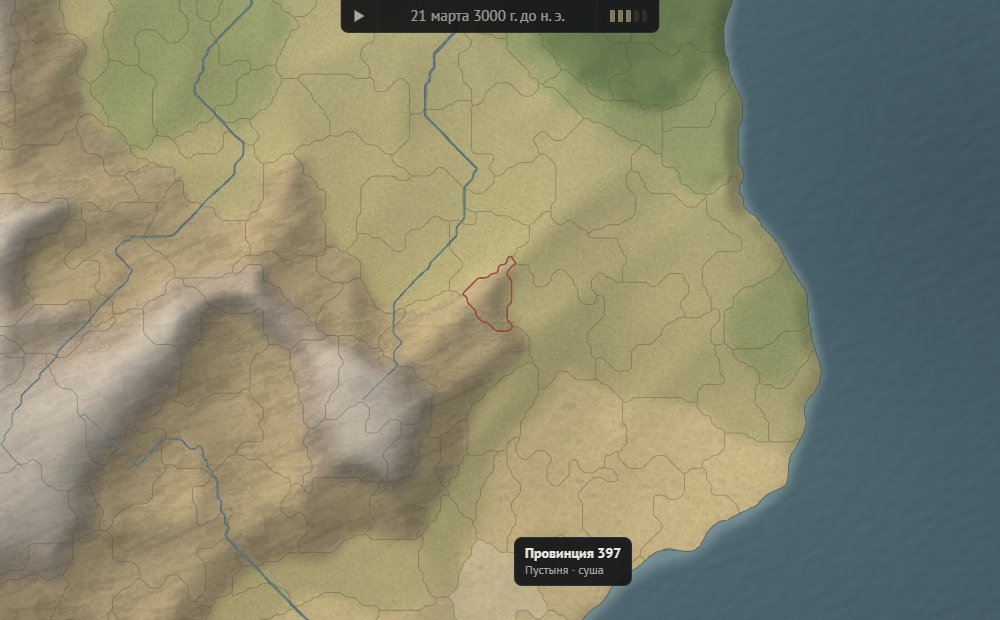 21 марта 3000 г. до н. э.
Провинция 397
Пустыня · суша